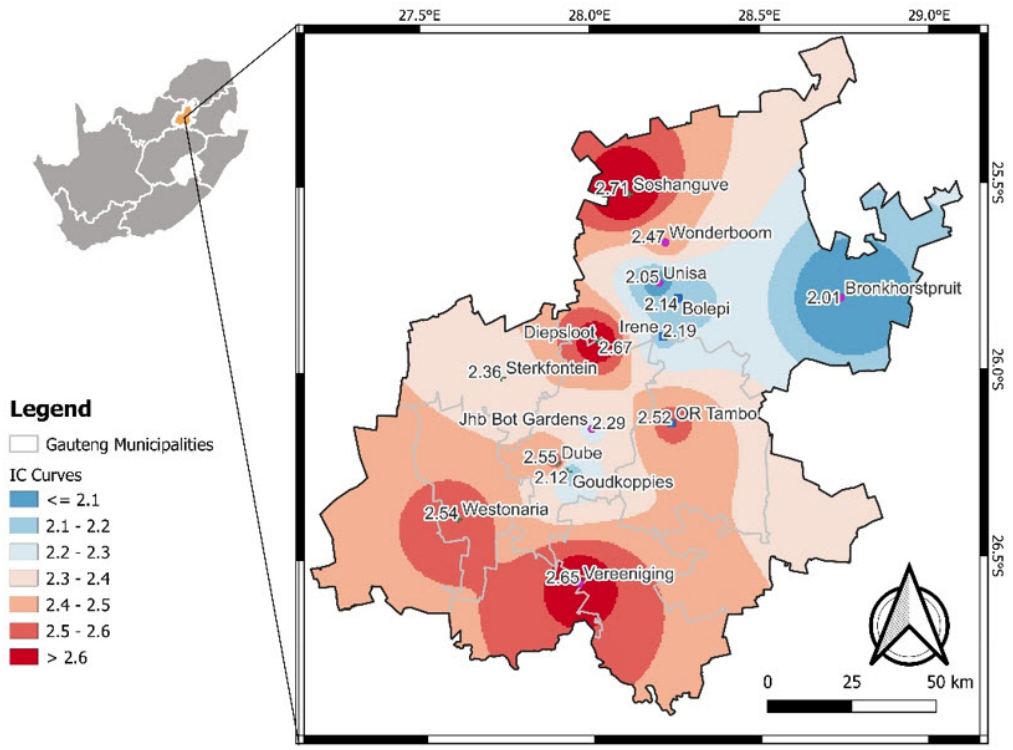 27.5°E 28.0°E 28.5°E 29.0°E
25.5°S
26.0°S
26.5°S
2.71 Soshanguve
2.47 Wonderboom
2.05 Unisa
2.14 Bolepi
2.01 Bronkhorstpruit
Diepsloot 2.67
Irene 2.19
2.36 Sterkfontein
Jhb Bot Gardens 2.29
2.52 OR Tambo
2.55 Dube
2.12 Goudkoppies
2.54 Westonaria
2.65 Vereeniging
Legend
Gauteng Municipalities
IC Curves
<= 2.1
2.1 - 2.2
2.2 - 2.3
2.3 - 2.4
2.4 - 2.5
2.5 - 2.6
> 2.6
0 25 50 km